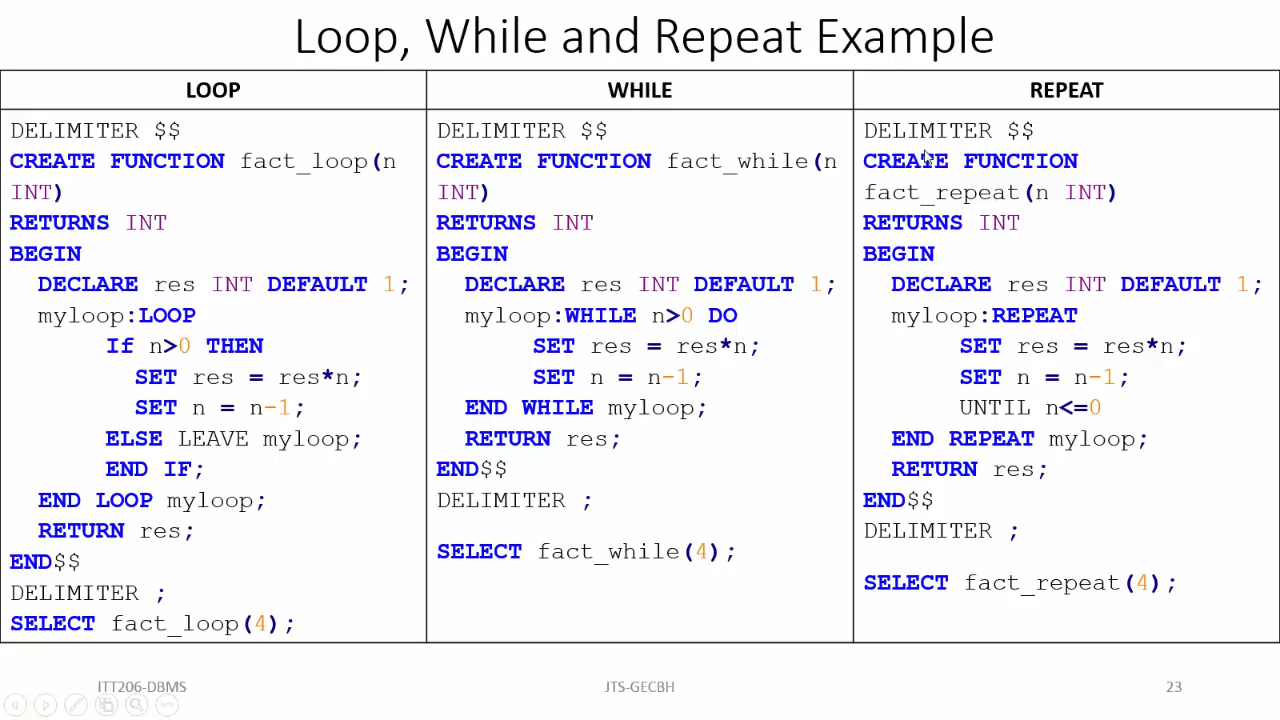 Loop, While and Repeat Example
LOOP
DELIMITER $$
CREATE FUNCTION fact_loop(n
INT)
RETURNS INT
BEGIN
DECLARE res INT DEFAULT 1;
myloop:LOOP
If n>0 THEN
SET res = res*n;
SET n = n-1;
ELSE LEAVE myloop;
END IF;
END LOOP myloop;
RETURN res;
END$$
DELIMITER ;
SELECT fact_loop(4);
WHILE
DELIMITER $$
CREATE FUNCTION fact_while(n
INT)
RETURNS INT
BEGIN
DECLARE res INT DEFAULT 1;
myloop:WHILE n>0 DO
SET res = res*n;
SET n = n-1;
END WHILE myloop;
RETURN res;
END$$
DELIMITER ;
SELECT fact_while(4);
REPEAT
DELIMITER $$
CREATE FUNCTION
fact_repeat(n INT)
RETURNS INT
BEGIN
DECLARE res INT DEFAULT 1;
myloop:REPEAT
SET res = res*n;
SET n = n-1;
UNTIL n<=0
END REPEAT myloop;
RETURN res;
END$$
DELIMITER ;
SELECT fact_repeat(4);
ITT206-DBMS
JTS-GECBH
23